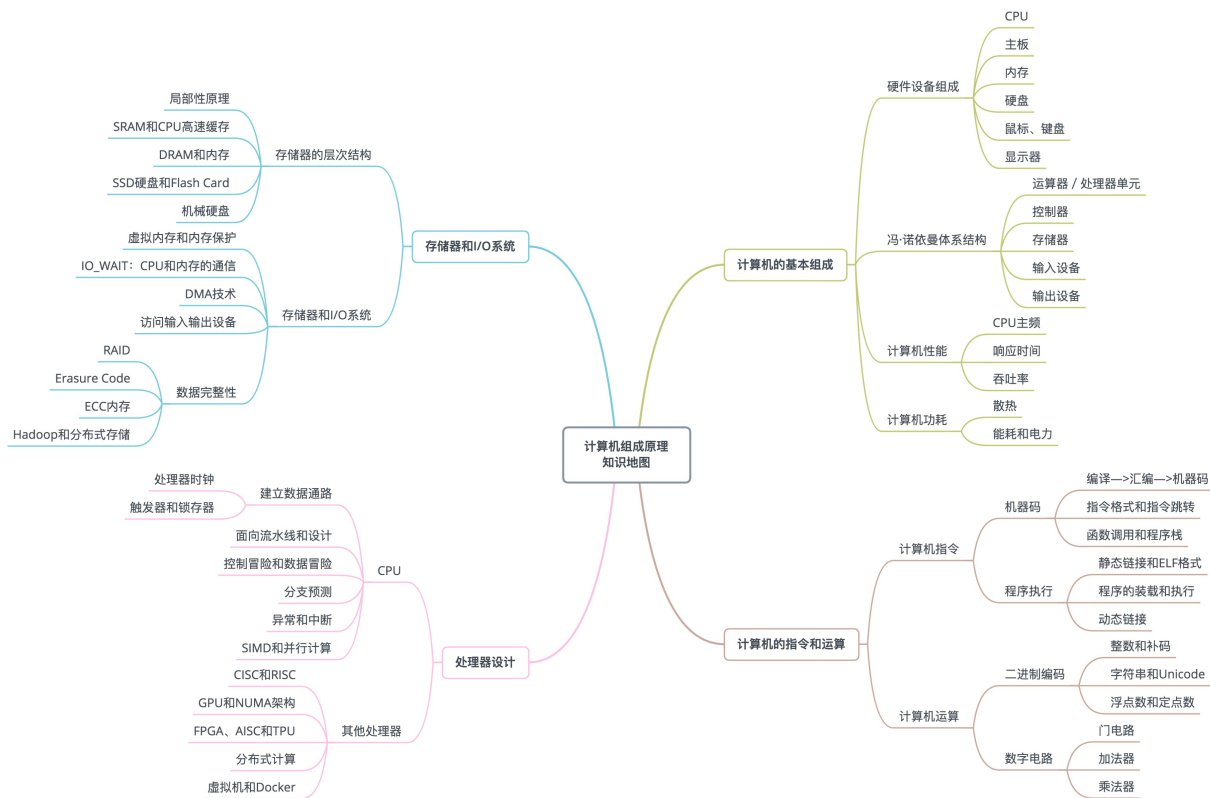 计算机组成原理
知识地图
计算机的基本组成
硬件设备组成
CPU
主板
内存
硬盘
鼠标、键盘
显示器
冯·诺依曼体系结构
运算器 / 处理器单元
控制器
存储器
输入设备
输出设备
计算机性能
CPU主频
响应时间
吞吐率
计算机功耗
散热
能耗和电力
计算机的指令和运算
计算机指令
机器码
编译—>汇编—>机器码
指令格式和指令跳转
函数调用和程序栈
程序执行
静态链接和ELF格式
程序的装载和执行
动态链接
计算机运算
二进制编码
整数和补码
字符串和Unicode
浮点数和定点数
数字电路
门电路
加法器
乘法器
存储器和I/O系统
存储器的层次结构
局部性原理
SRAM和CPU高速缓存
DRAM和内存
SSD硬盘和Flash Card
机械硬盘
存储器和I/O系统
虚拟内存和内存保护
IO_WAIT：CPU和内存的通信
DMA技术
访问输入输出设备
数据完整性
RAID
Erasure Code
ECC内存
Hadoop和分布式存储
处理器设计
CPU
建立数据通路
处理器时钟
触发器和锁存器
面向流水线和设计
控制冒险和数据冒险
分支预测
异常和中断
SIMD和并行计算
其他处理器
CISC和RISC
GPU和NUMA架构
FPGA、AISC和TPU
分布式计算
虚拟机和Docker